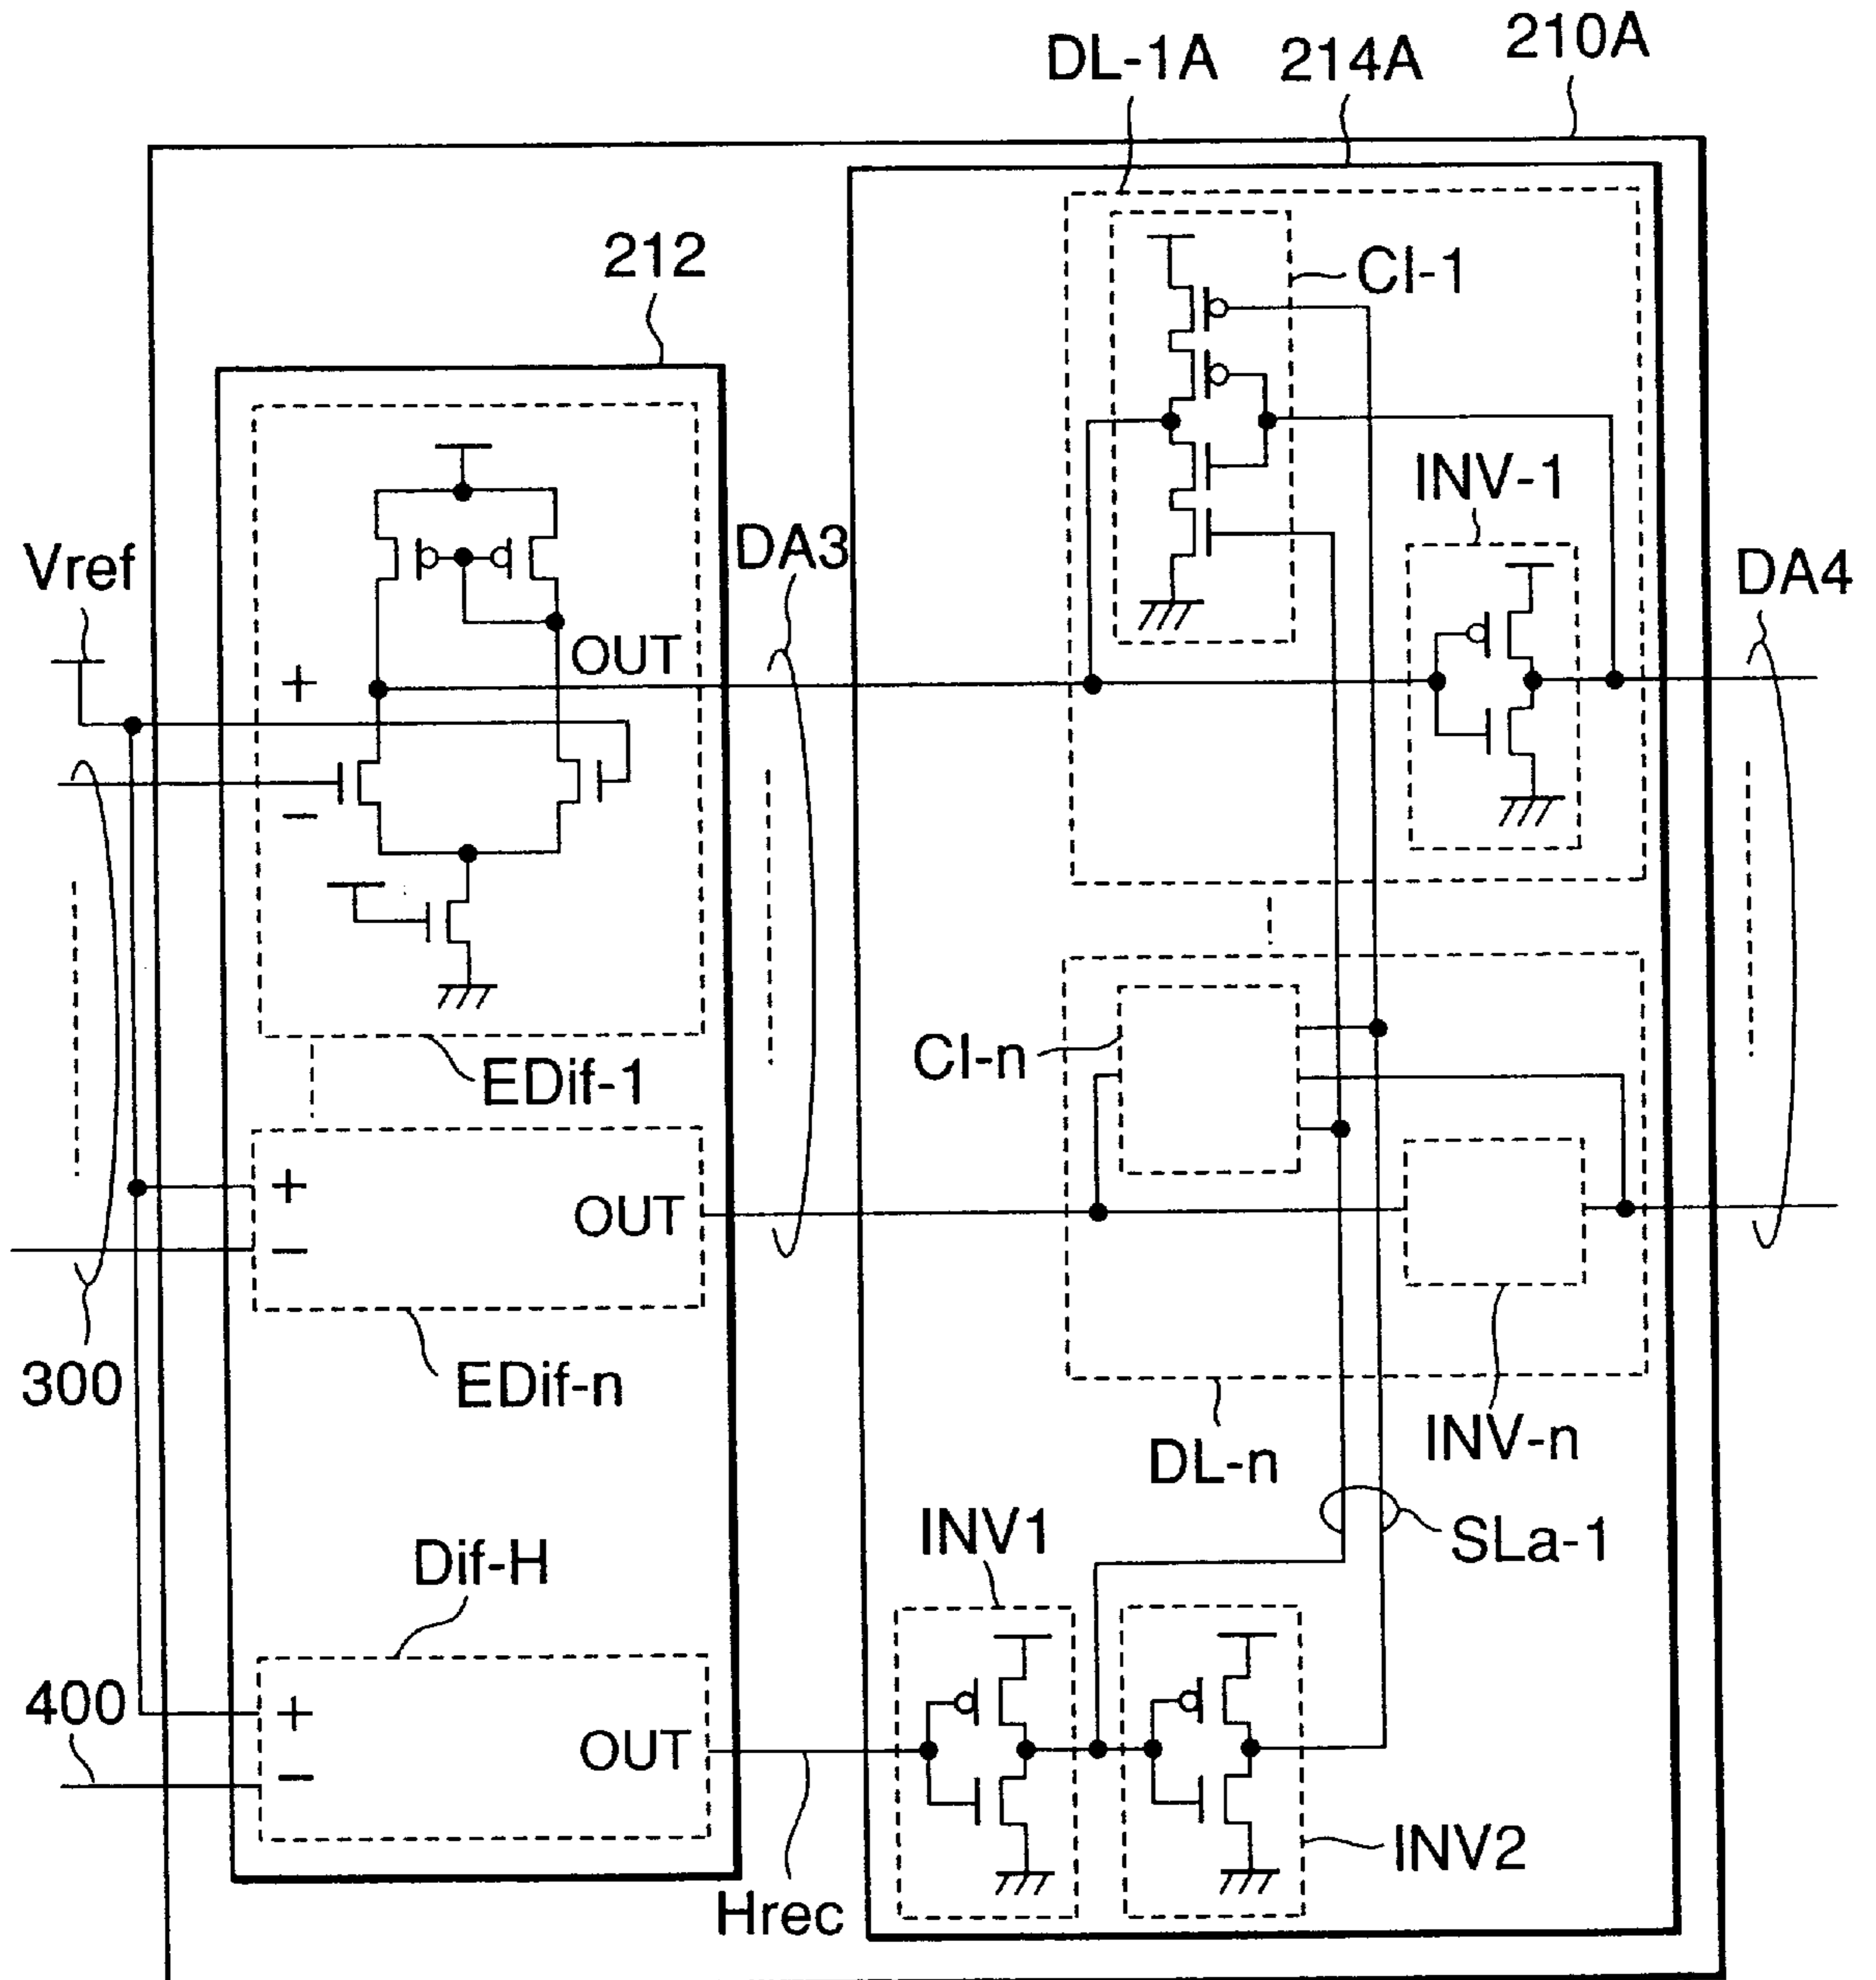 210A
DL-1A
214A
212
CI-1
INV-1
Vref
DA3
DA4
OUT
+
−
CI-n
EDif-1
+
OUT
−
300
EDif-n
INV-n
DL-n
SLa-1
INV1
Dif-H
400
+
OUT
−
INV2
Hrec